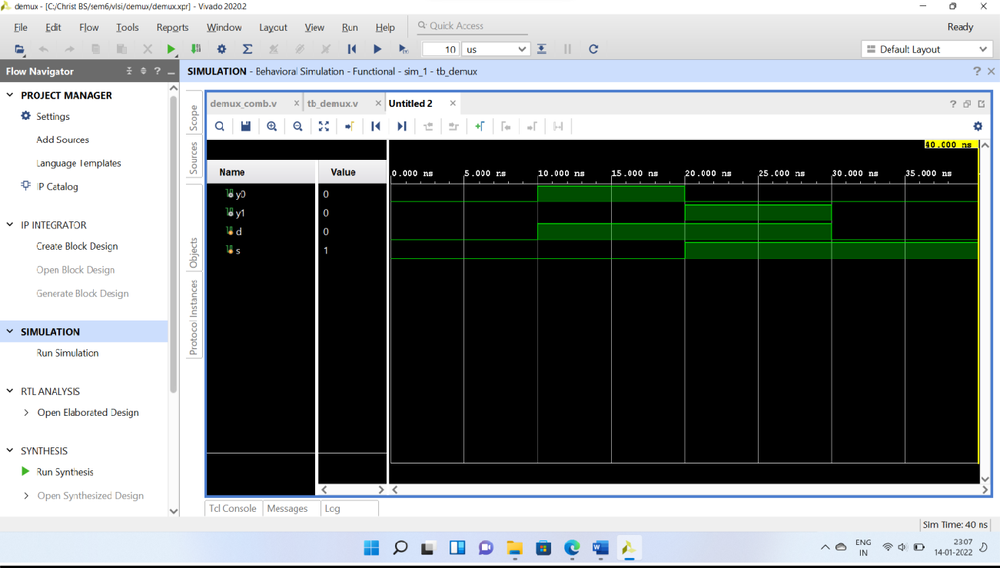 demux - [C:/Christ BS/sem6/vlsi/demux/demux.xpr] - Vivado 2020.2
File Edit Flow Tools Reports Window Layout View Run Help Quick Access Ready
10 us Default Layout
Flow Navigator ? _
SIMULATION - Behavioral Simulation - Functional - sim_1 - tb_demux ? ×
PROJECT MANAGER
Settings
Add Sources
Language Templates
IP Catalog
IP INTEGRATOR
Create Block Design
Open Block Design
Generate Block Design
SIMULATION
Run Simulation
RTL ANALYSIS
Open Elaborated Design
SYNTHESIS
Run Synthesis
Open Synthesized Design
Scope
Sources
Objects
Protocol Instances
demux_comb.v × tb_demux.v × Untitled 2 × ?
40.000 ns
Name Value 0.000 ns 5.000 ns 10.000 ns 15.000 ns 20.000 ns 25.000 ns 30.000 ns 35.000 ns
y0 0
y1 0
d 0
s 1
Tcl Console Messages Log
Sim Time: 40 ns
ENG
IN
23:07
14-01-2022